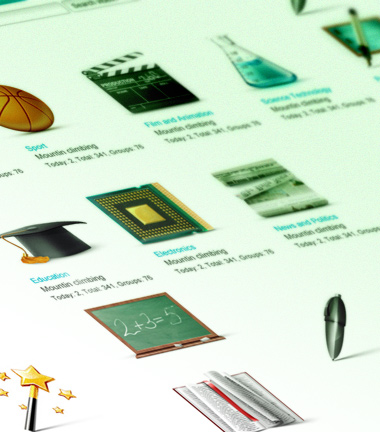 Search
Sport
Mountin climbing
Today: 2, Total: 341, Groups: 76
Film and Animation
Mountin climbing
Today: 2, Total: 341, Groups: 76
Science Technology
Mountin climbing
Today: 2, Total: 341, Groups: 76
PRODUCTION
Education
Mountin climbing
Today: 2, Total: 341, Groups: 76
Electronics
Mountin climbing
Today: 2, Total: 341, Groups: 76
News and Politics
Mountin climbing
Today: 2, Total: 341, Groups: 76
2+3=5